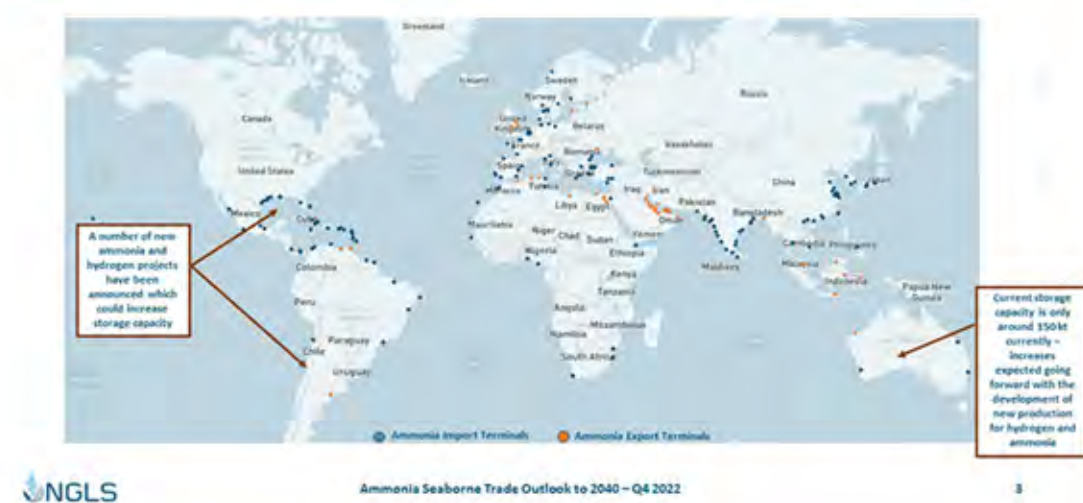 Greenland
Iceland
Sweden
Norway
Russia
Canada
United
Kingdom
Belarus
France
Romania
Kazakhstan
Spain
Turkmenistan
United States
China
Tunisia
Iraq
Iran
Morocco
Libya
Egypt
Pakistan
Mexico
Cuba
Oman
Bangladesh
Mauritania
Niger
Chad
Sudan
Yemen
Cambodia
Philippines
Nigeria
Ethiopia
Colombia
Maldives
Malaysia
Kenya
Indonesia
Papua New
Guinea
Tanzania
Peru
Angola
Namibia
Mozambique
Chile
Paraguay
South Africa
Uruguay
A number of new
ammonia and
hydrogen projects
have been
announced which
could increase
storage capacity
Current storage
capacity is only
around 350 kt
currently –
increases
expected going
forward with the
development of
new production
for hydrogen and
ammonia
Ammonia Import Terminals
Ammonia Export Terminals
NGLS
Ammonia Seaborne Trade Outlook to 2040 – Q4 2022
3